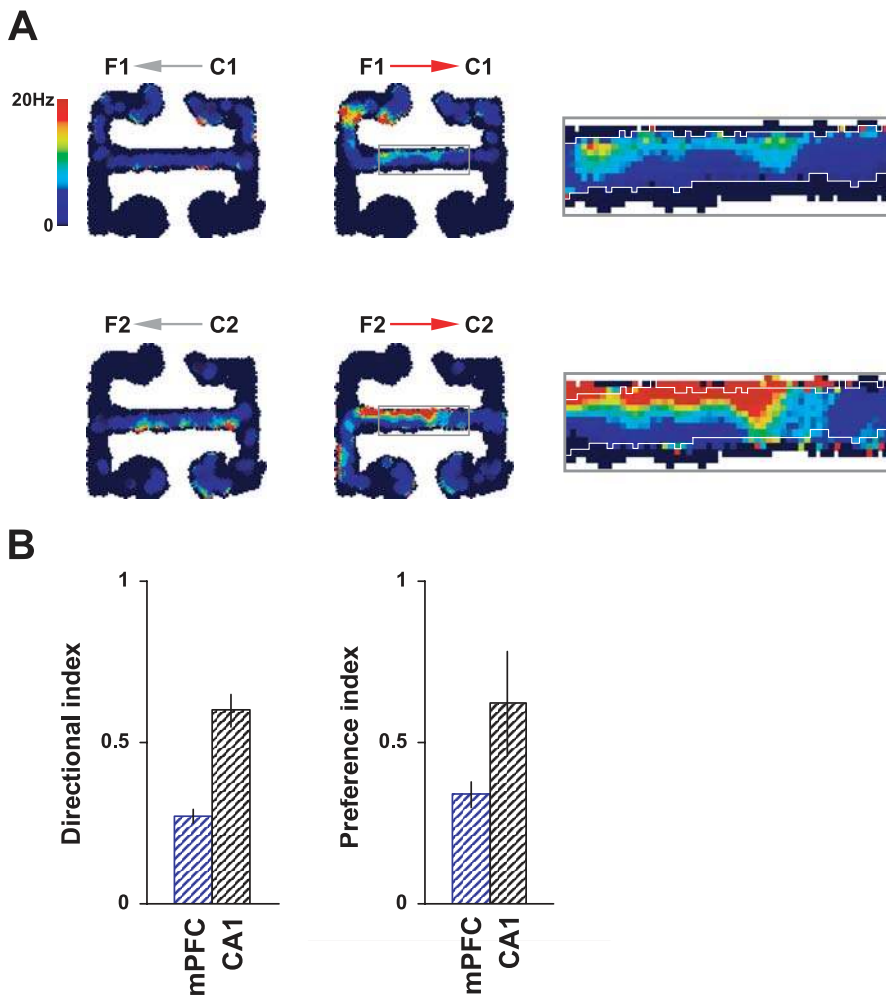 A
F1 C1
F1 C1
20Hz
0
F2 C2
F2 C2
B
Directional index
1
0.5
0
mPFC
CA1
Preference index
1
0.5
0
mPFC
CA1